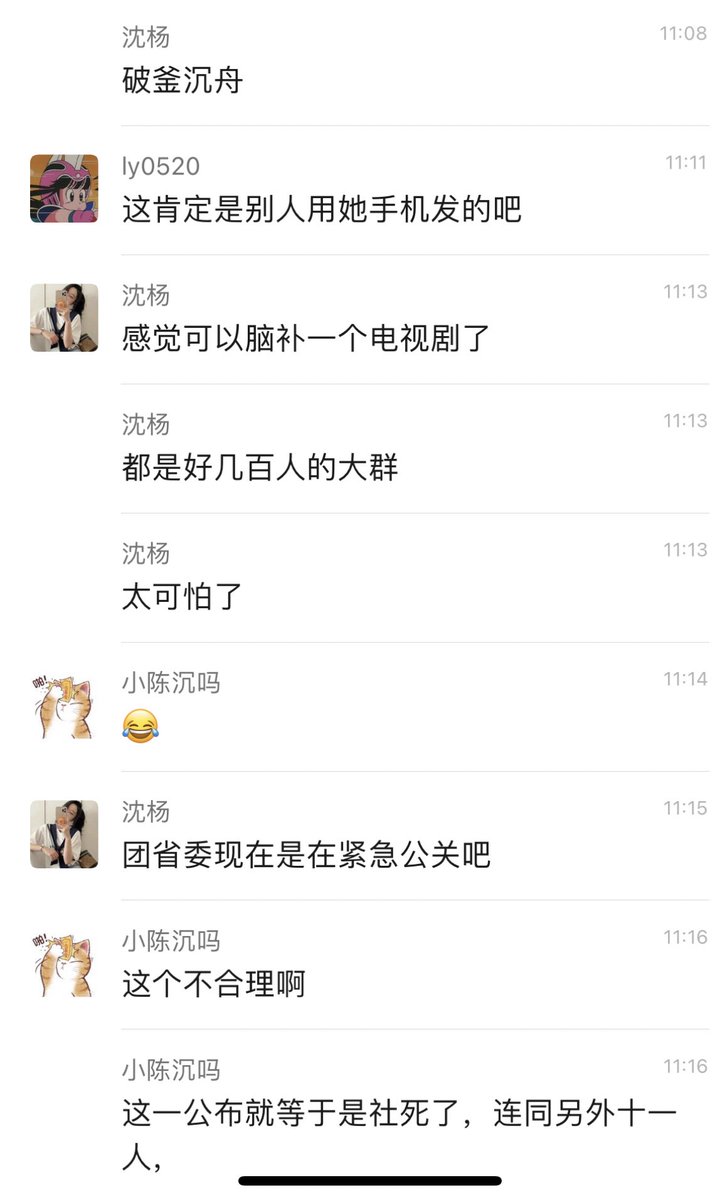 沈杨
11:08
破釜沉舟
ly0520
11:11
这肯定是别人用她手机发的吧
沈杨
11:13
感觉可以脑补一个电视剧了
沈杨
11:13
都是好几百人的大群
沈杨
11:13
太可怕了
啪!
小陈沉吗
11:14
😂
沈杨
11:15
团省委现在是在紧急公关吧
啪!
小陈沉吗
11:16
这个不合理啊
小陈沉吗
11:16
这一公布就等于是社死了，连同另外十一
人，